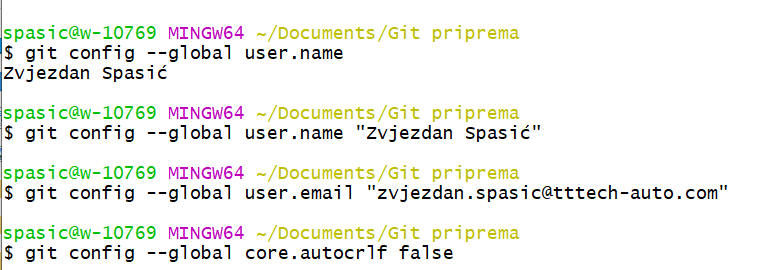 spasic@w-10769 MINGW64 ~/Documents/Git priprema
$ git config --global user.name
Zvjezdan Spasić
spasic@w-10769 MINGW64 ~/Documents/Git priprema
$ git config --global user.name "Zvjezdan Spasić"
spasic@w-10769 MINGW64 ~/Documents/Git priprema
$ git config --global user.email "zvjezdan.spasic@tttech-auto.com"
spasic@w-10769 MINGW64 ~/Documents/Git priprema
$ git config --global core.autocrlf false